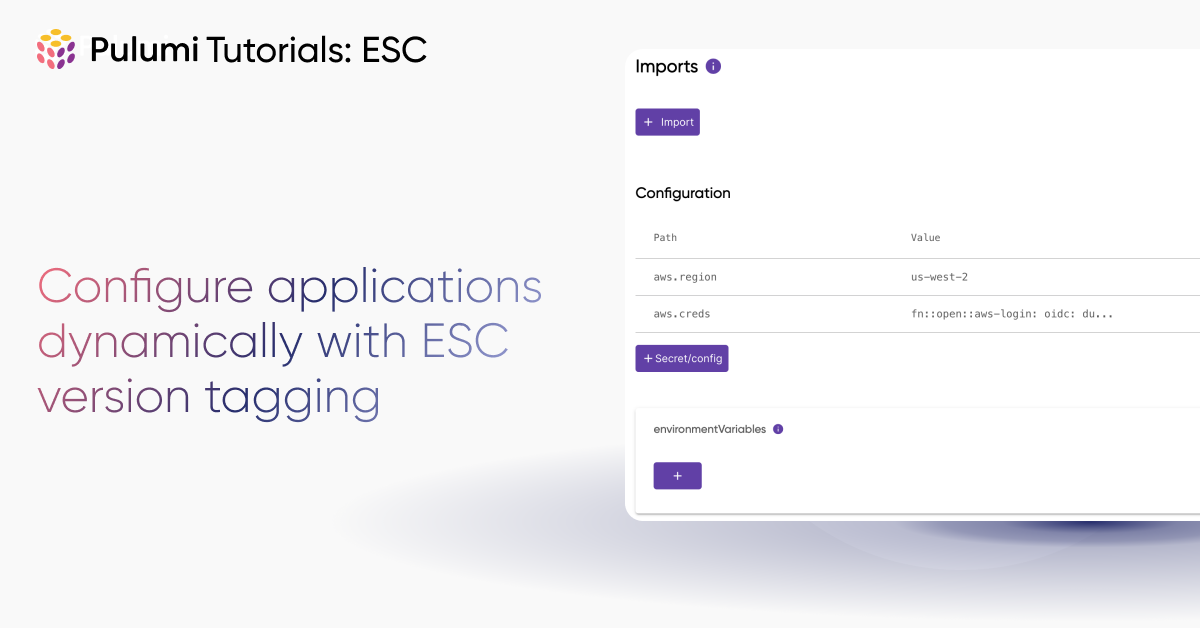 Pulumi Tutorials: ESC
Configure applications
dynamically with ESC
version tagging
Imports
+ Import
Configuration
Path Value
aws.region us-west-2
aws.creds fn::open::aws-login: oidc: du...
+ Secret/config
environmentVariables
+